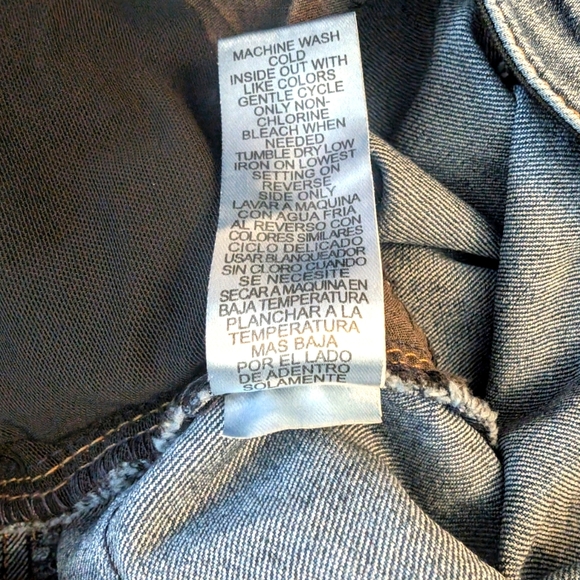 MACHINE WASH
COLD
INSIDE OUT WITH
LIKE COLORS
GENTLE CYCLE
ONLY NON-
CHLORINE
BLEACH WHEN
NEEDED
TUMBLE DRY LOW
IRON ON LOWEST
SETTING ON
REVERSE
SIDE ONLY
LAVAR A MAQUINA
CON AGUA FRIA
AL REVERSO CON
COLORES SIMILARES
CICLO DELICADO
USAR BLANQUEADOR
SIN CLORO CUANDO
SE NECESITE
SECAR A MAQUINA EN
BAJA TEMPERATURA
PLANCHAR A LA
TEMPERATURA
MAS BAJA
POR EL LADO
DE ADENTRO
SOLAMENTE